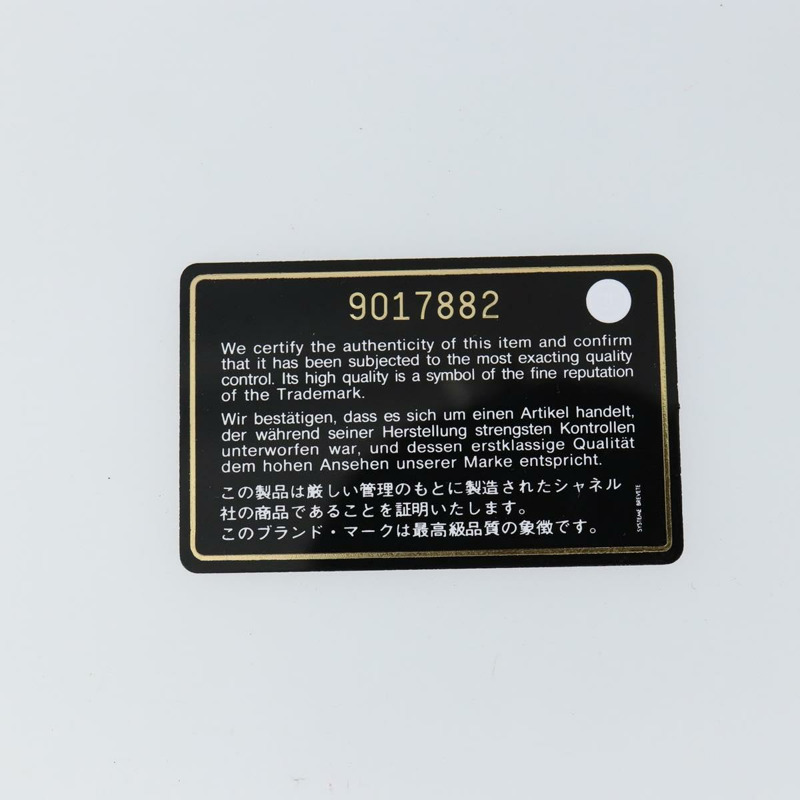 9017882
We certify the authenticity of this item and confirm
that it has been subjected to the most exacting quality
control. Its high quality is a symbol of the fine reputation
of the Trademark.
Wir bestätigen, dass es sich um einen Artikel handelt,
der während seiner Herstellung strengsten Kontrollen
unterworfen war, und dessen erstklassige Qualität
dem hohen Ansehen unserer Marke entspricht.
この製品は厳しい管理のもとに製造されたシャネル
社の商品であることを証明いたします。
このブランド・マークは最高級品質の象徴です。
SYSTEME BREVETE